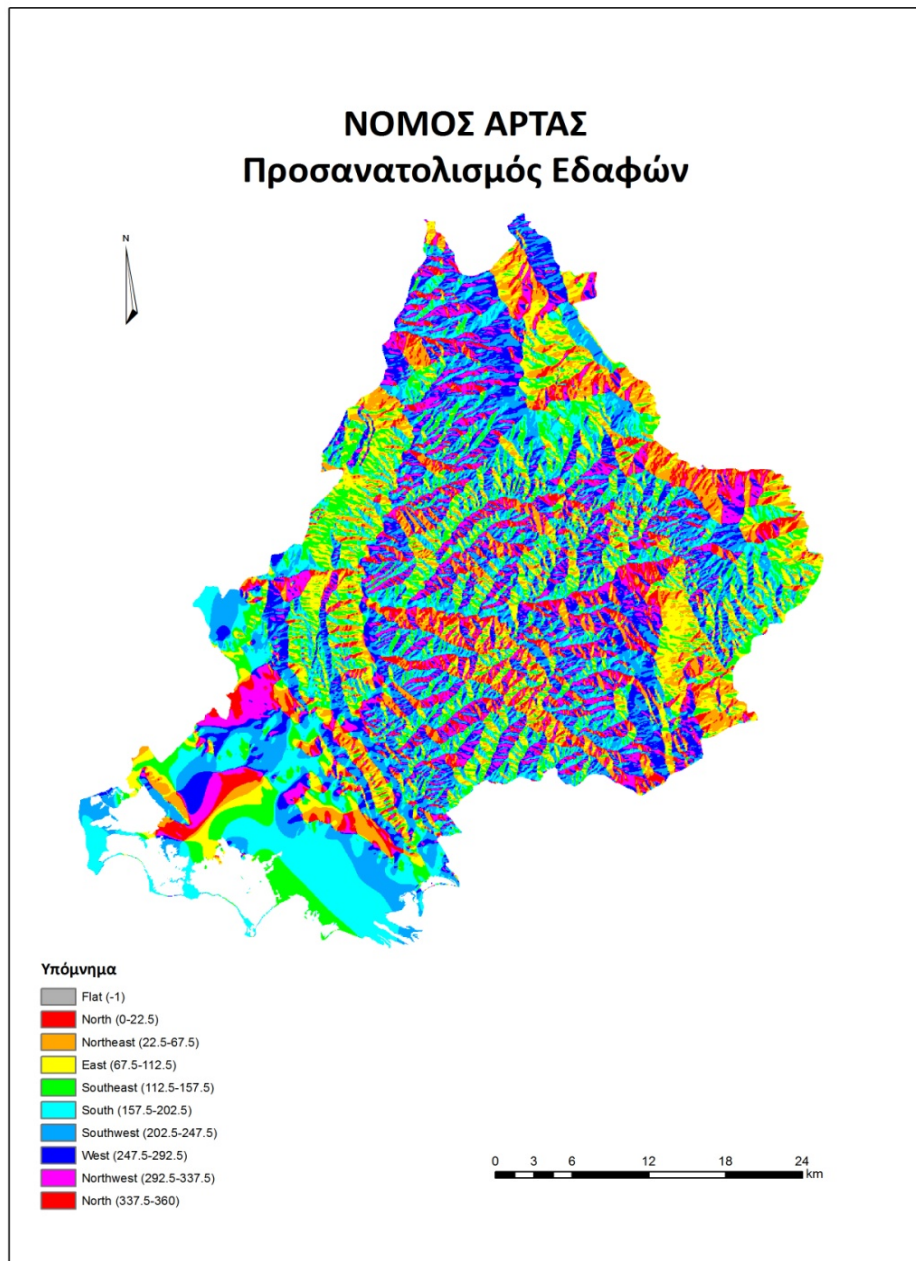 ΝΟΜΟΣ ΑΡΤΑΣ
Προσανατολισμός Εδαφών
N
Υπόμνημα
Flat (-1)
North (0-22.5)
Northeast (22.5-67.5)
East (67.5-112.5)
Southeast (112.5-157.5)
South (157.5-202.5)
Southwest (202.5-247.5)
West (247.5-292.5)
Northwest (292.5-337.5)
North (337.5-360)
0 3 6 12 18 24
km